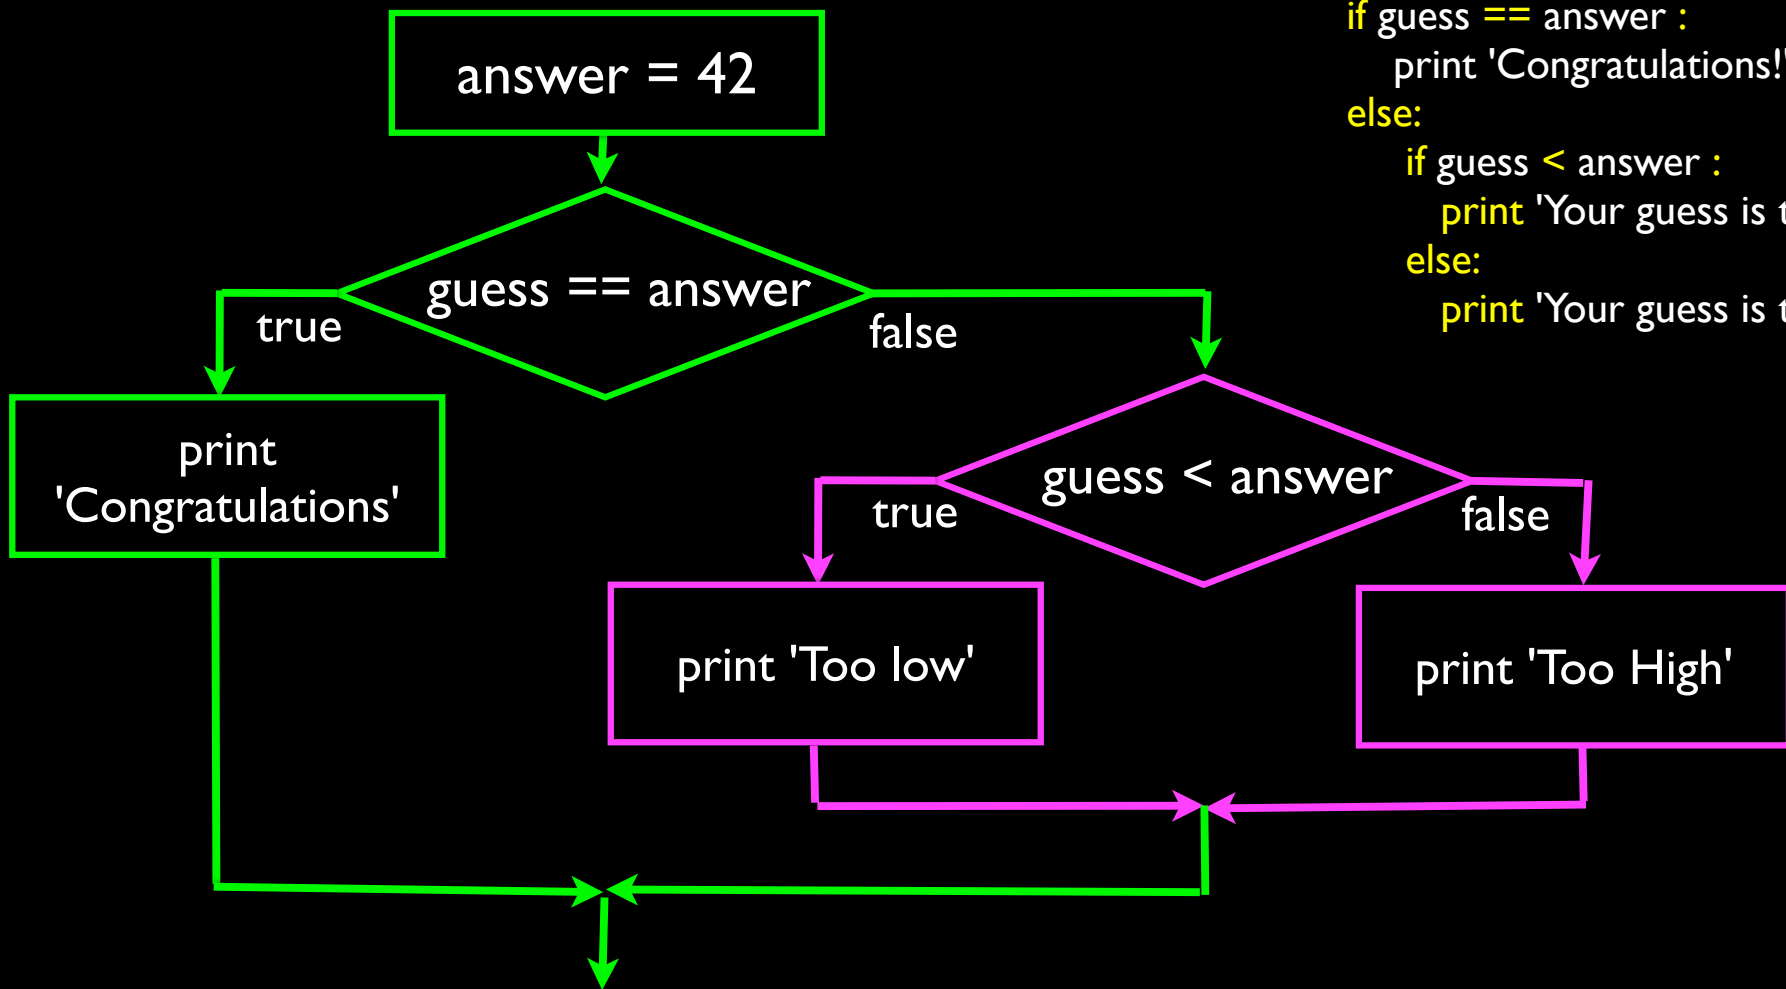 answer = 42
if guess == answer :
print 'Congratulations!'
else:
if guess < answer :
print 'Your guess is
else:
print 'Your guess is
guess == answer
true
false
print
'Congratulations'
guess < answer
true
false
print 'Too low'
print 'Too High'